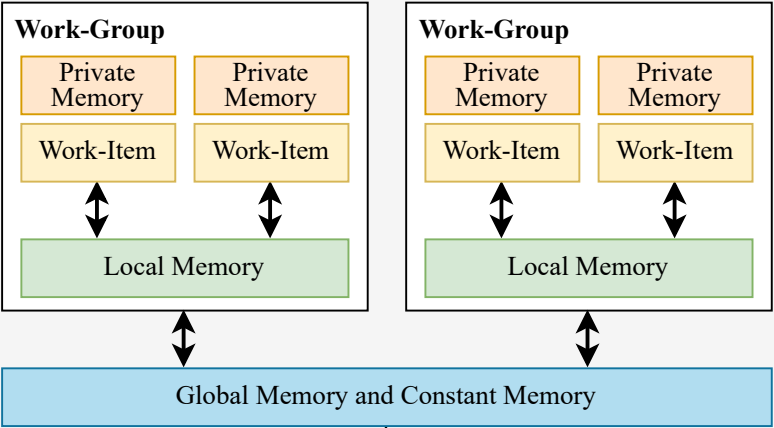 Work-Group
Private
Memory
Private
Memory
Work-Item
Work-Item
Local Memory
Work-Group
Private
Memory
Private
Memory
Work-Item
Work-Item
Local Memory
Global Memory and Constant Memory